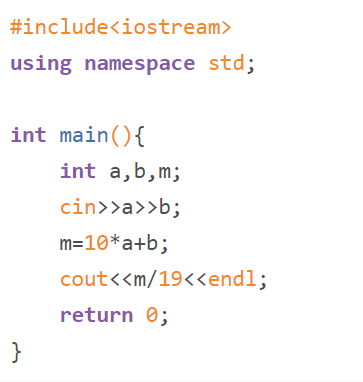 #include<iostream>
using namespace std;
int main(){
    int a,b,m;
    cin>>a>>b;
    m=10*a+b;
    cout<<m/19<<endl;
    return 0;
}